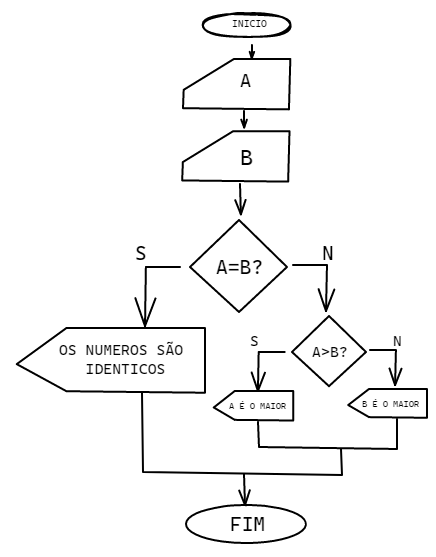 INICIO
A
B
A=B?
S
N
OS NUMEROS SÃO
IDENTICOS
A>B?
S
N
A É O MAIOR
B É O MAIOR
FIM